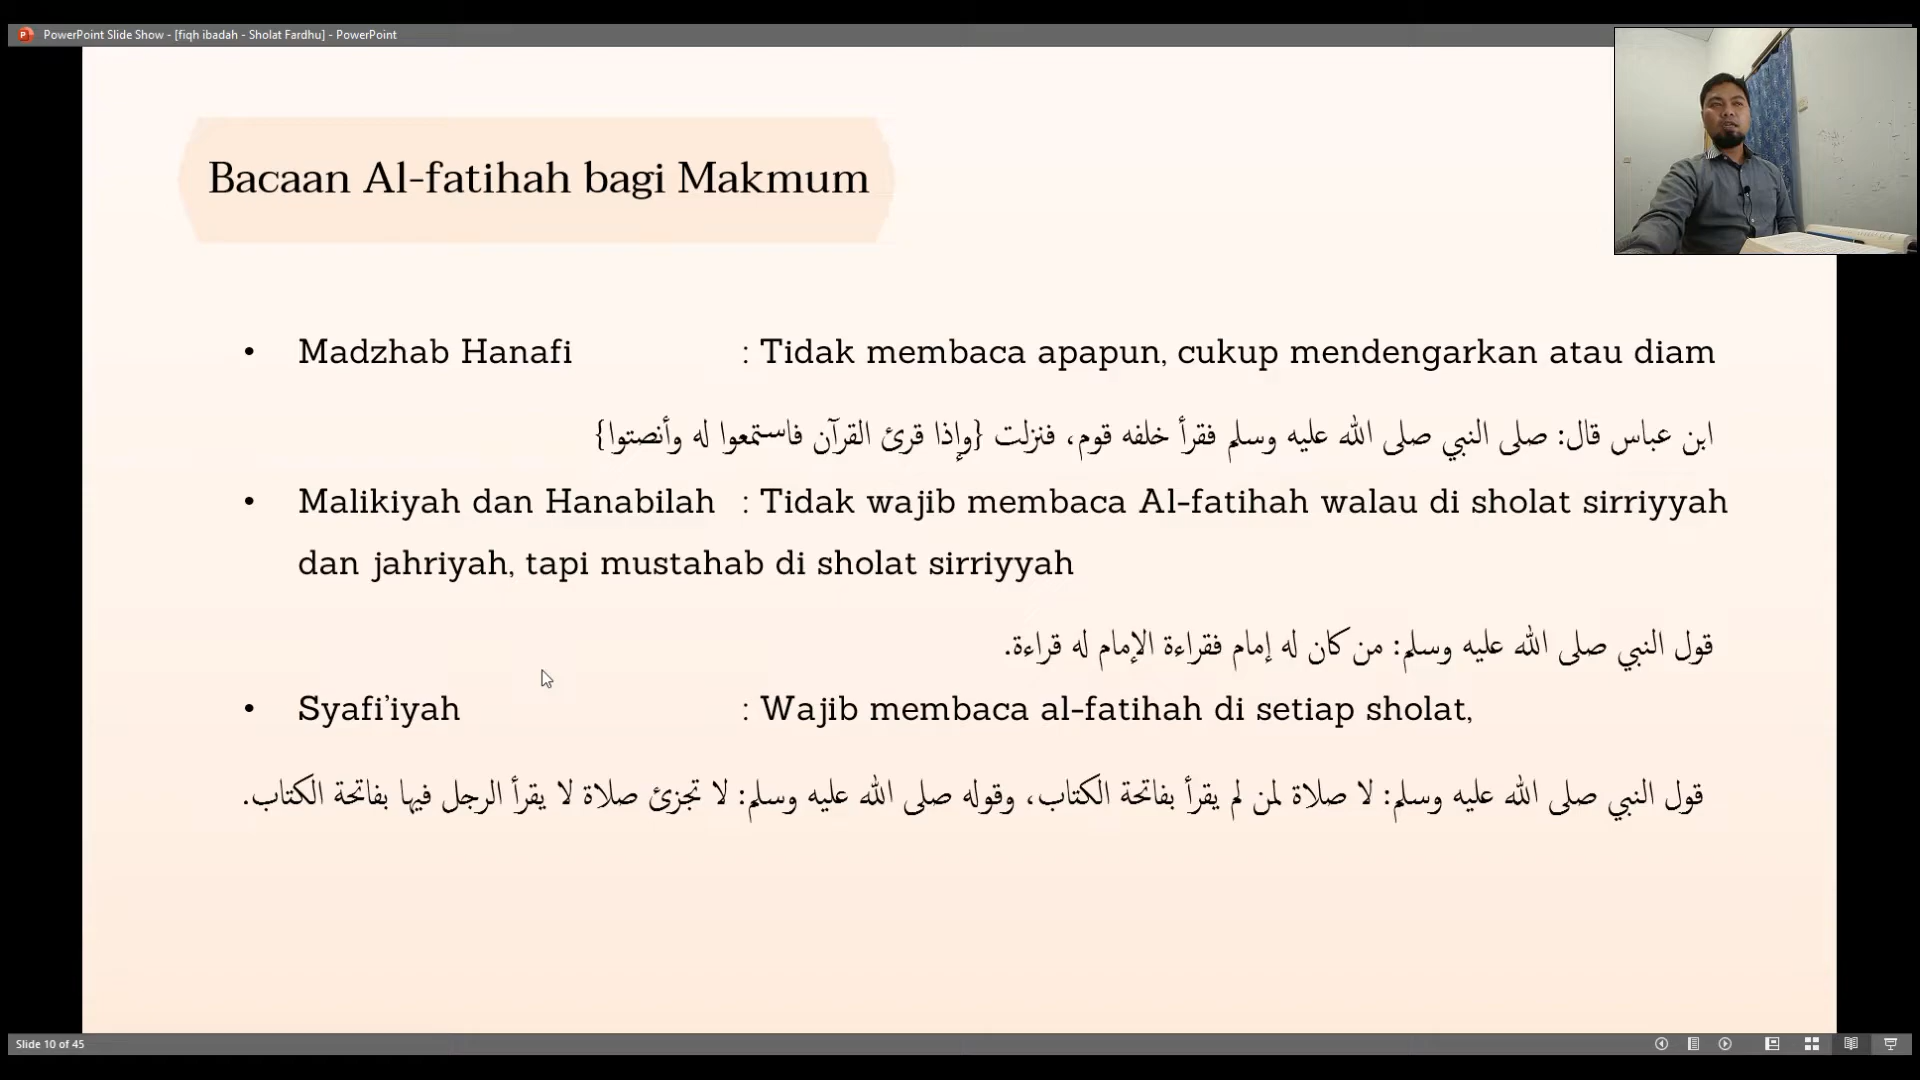 PowerPoint Slide Show - [fiqh ibadah - Sholat Fardhu] - PowerPoint
Bacaan Al-fatihah bagi Makmum
• Madzhab Hanafi : Tidak membaca apapun, cukup mendengarkan atau diam
ابن عباس قال: صلى النبي صلى الله عليه وسلم فقرأ خلفه قوم، فنزلت {وإذا قرئ القرآن فاستمعوا له وأنصتوا}
• Malikiyah dan Hanabilah : Tidak wajib membaca Al-fatihah walau di sholat sirriyyah
dan jahriyah, tapi mustahab di sholat sirriyyah
قول النبي صلى الله عليه وسلم: من كان له إمام فقراءة الإمام له قراءة.
• Syafi’iyah : Wajib membaca al-fatihah di setiap sholat,
قول النبي صلى الله عليه وسلم: لا صلاة لمن لم يقرأ بفاتحة الكتاب، وقوله صلى الله عليه وسلم: لا تجزئ صلاة لا يقرأ الرجل فيها بفاتحة الكتاب.
Slide 10 of 45